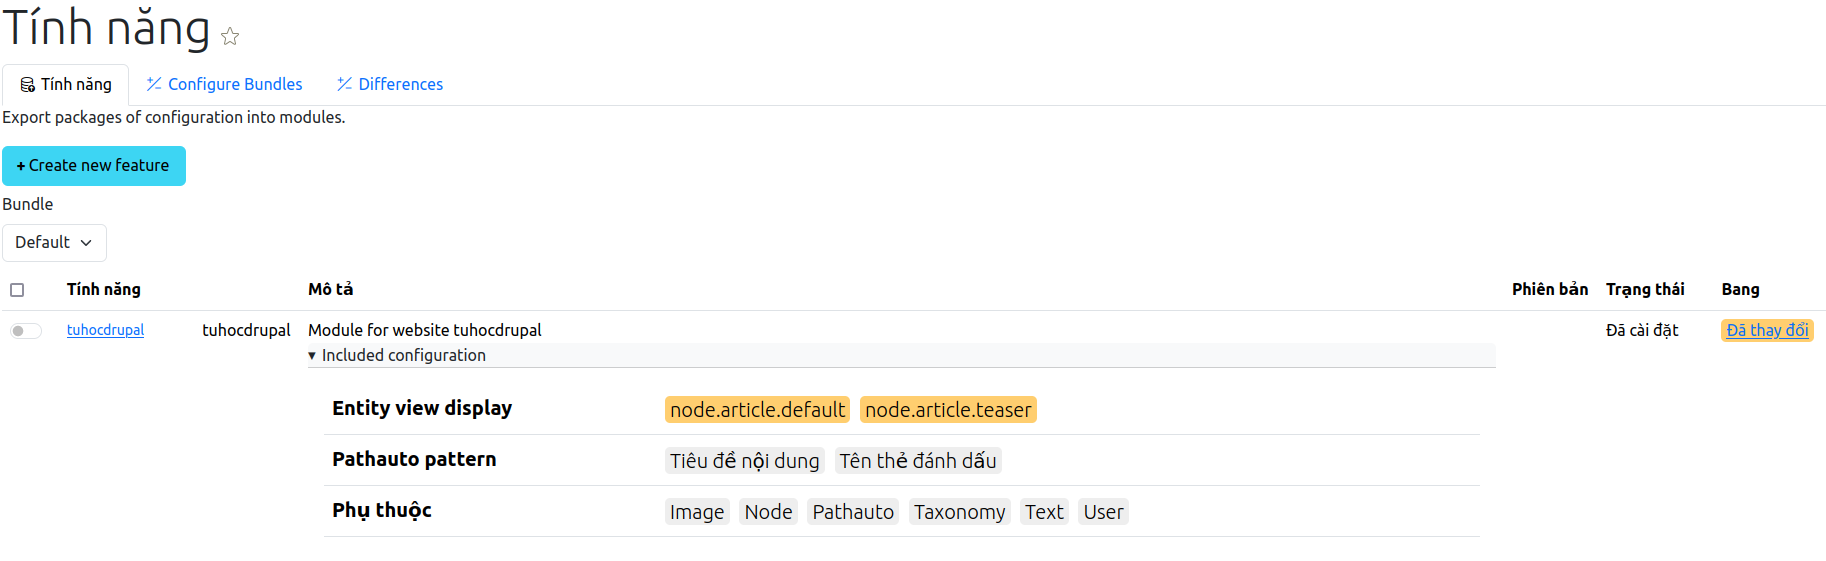 Tính năng
Tính năng Configure Bundles Differences
Export packages of configuration into modules.
+ Create new feature
Bundle
Default
Tính năng Mô tả Phiên bản Trạng thái Bang
tuhocdrupal tuhocdrupal Module for website tuhocdrupal Đã cài đặt Đã thay đổi
Included configuration
Entity view display node.article.default node.article.teaser
Pathauto pattern Tiêu đề nội dung Tên thẻ đánh dấu
Phụ thuộc Image Node Pathauto Taxonomy Text User